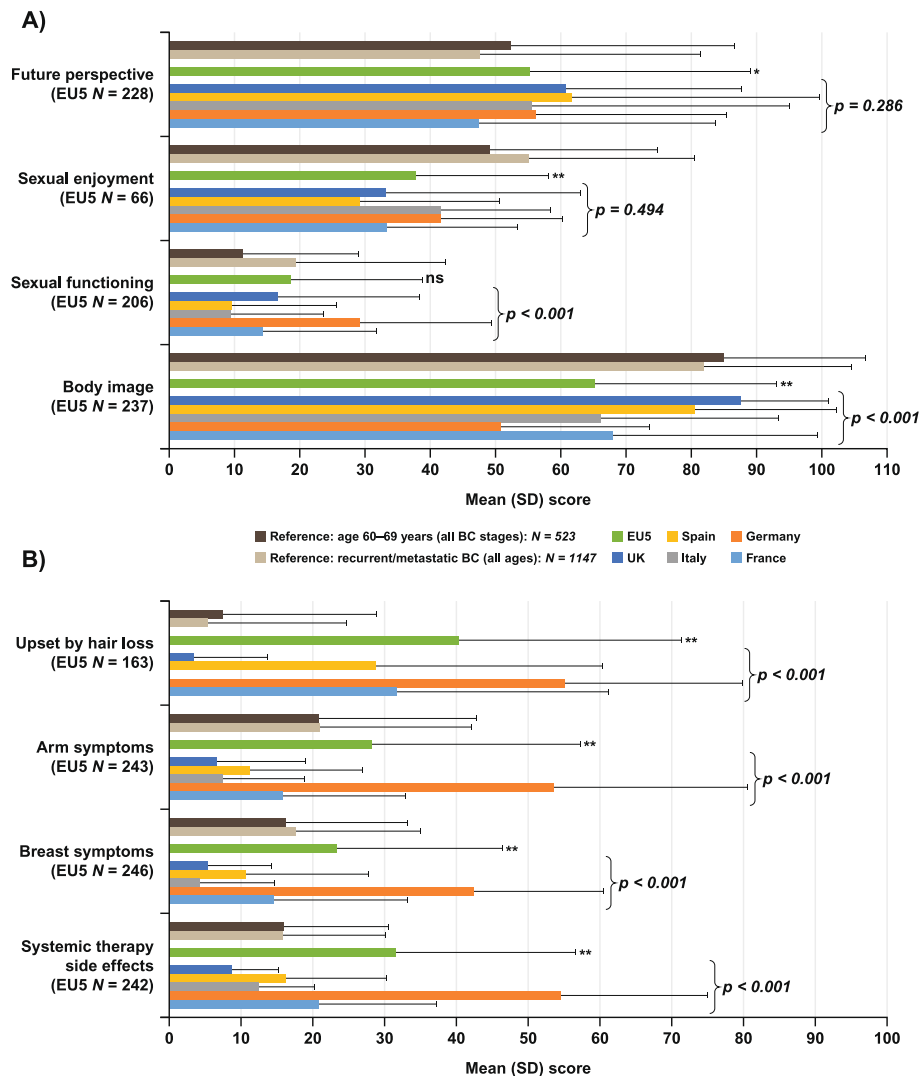 A)
Future perspective
(EU5 N = 228)
*
p = 0.286
Sexual enjoyment
(EU5 N = 66)
**
p = 0.494
Sexual functioning
(EU5 N = 206)
ns
p < 0.001
Body image
(EU5 N = 237)
**
p < 0.001
0 10 20 30 40 50 60 70 80 90 100 110
Mean (SD) score
Reference: age 60–69 years (all BC stages): N = 523 EU5 Spain Germany
Reference: recurrent/metastatic BC (all ages): N = 1147 UK Italy France
B)
Upset by hair loss
(EU5 N = 163)
**
p < 0.001
Arm symptoms
(EU5 N = 243)
**
p < 0.001
Breast symptoms
(EU5 N = 246)
**
p < 0.001
Systemic therapy
side effects
(EU5 N = 242)
**
p < 0.001
0 10 20 30 40 50 60 70 80 90 100
Mean (SD) score